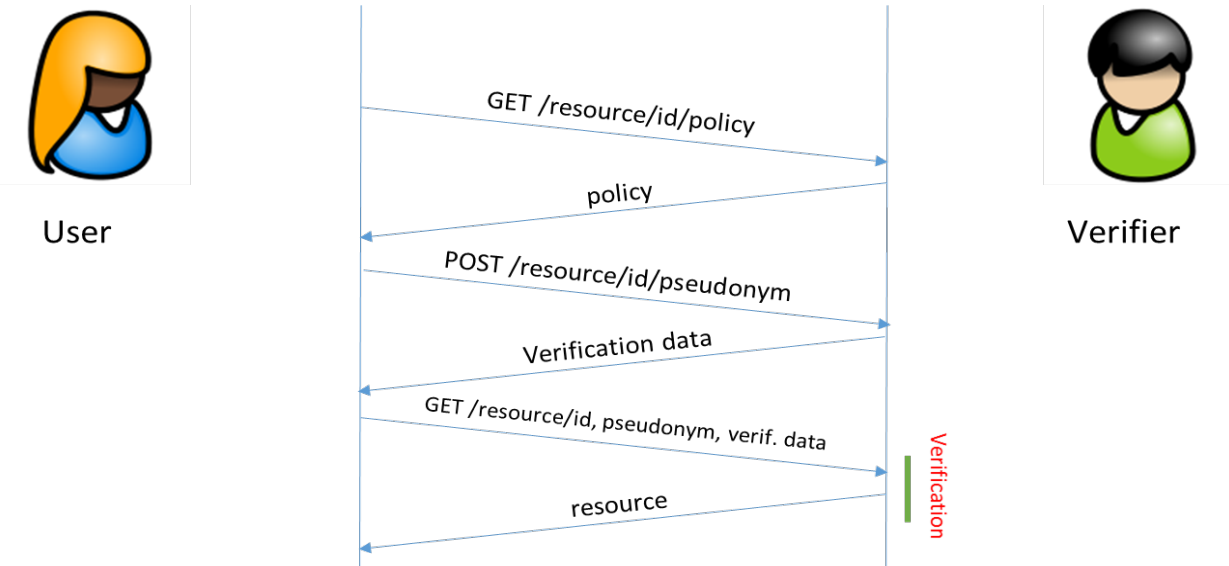 GET /resource/id/policy
policy
User
Verifier
POST /resource/id/pseudonym
Verification data
GET /resource/id, pseudonym, verif. data
Verification
resource